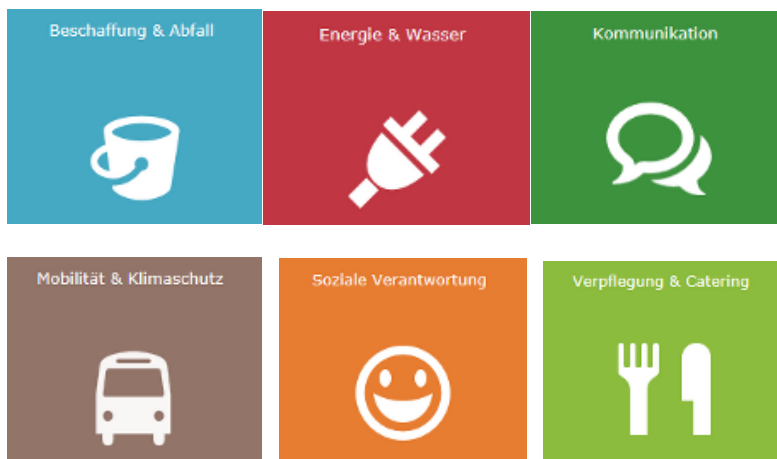 Beschaffung & Abfall
Energie & Wasser
Kommunikation
Mobilität & Klimaschutz
Soziale Verantwortung
Verpflegung & Catering